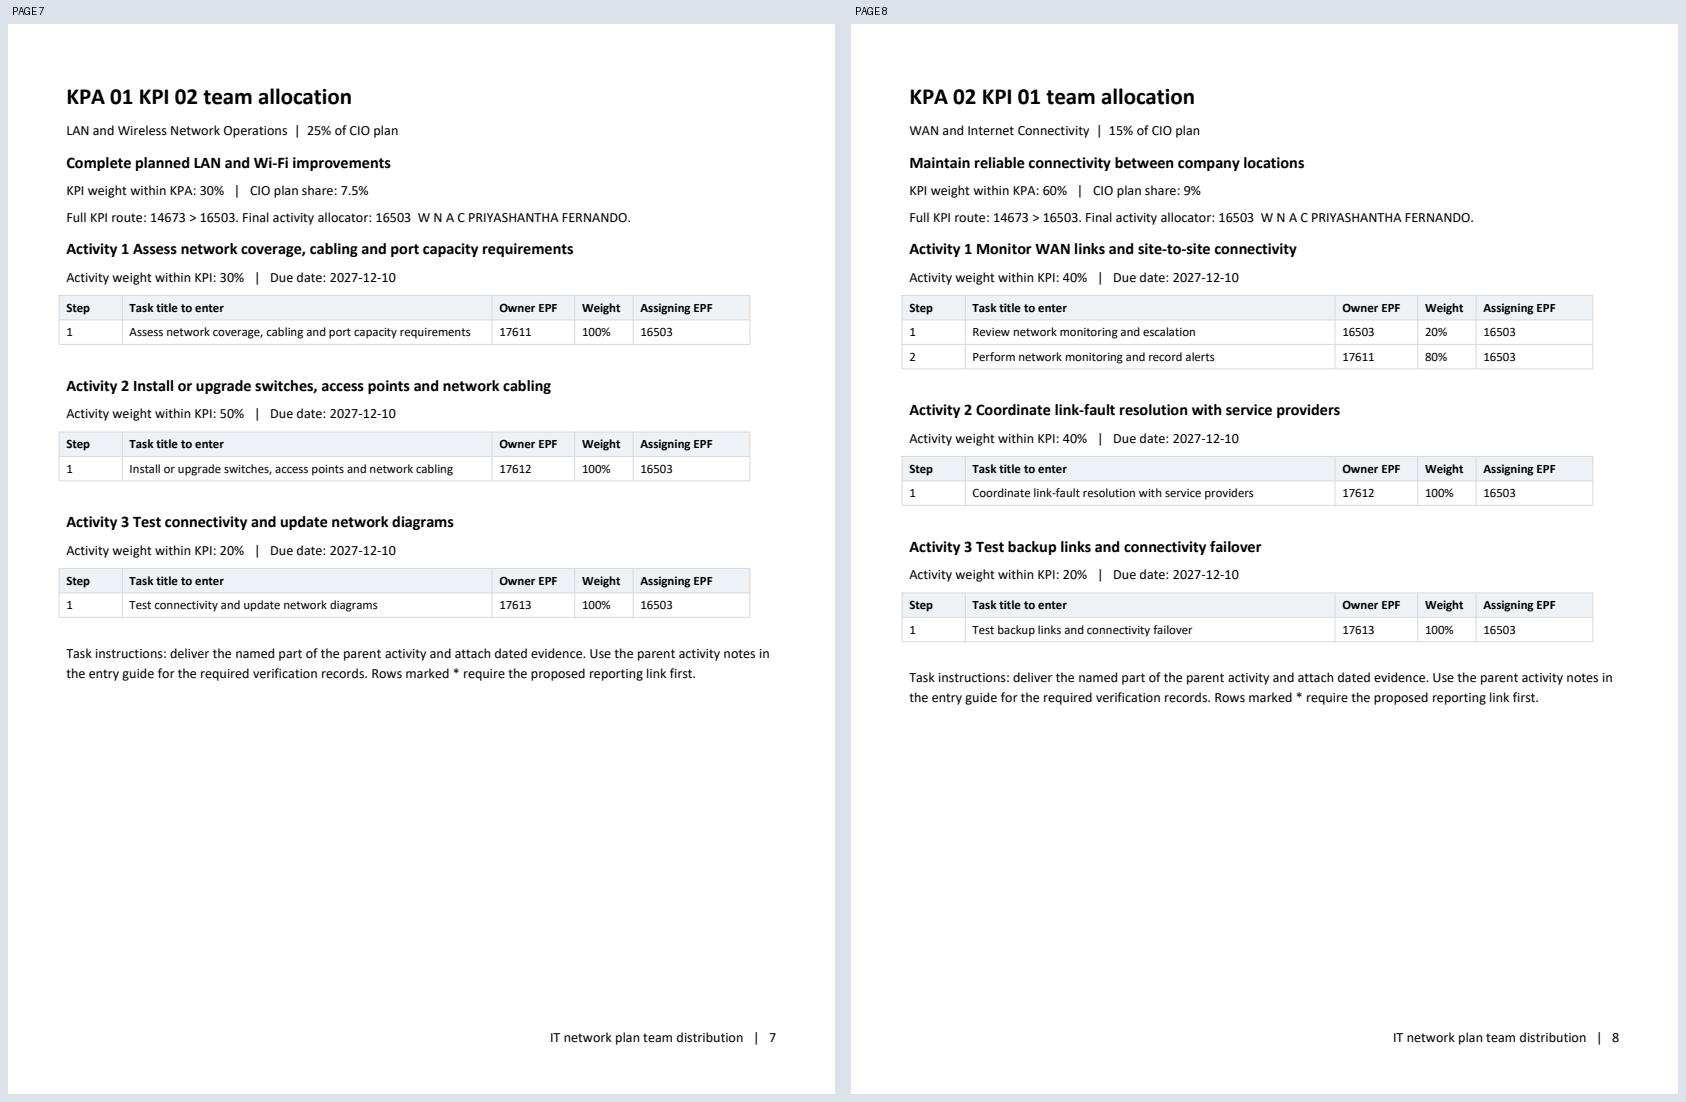 PAGE 7
KPA 01 KPI 02 team allocation
LAN and Wireless Network Operations | 25% of CIO plan
Complete planned LAN and Wi-Fi improvements
KPI weight within KPA: 30% | CIO plan share: 7.5%
Full KPI route: 14673 > 16503. Final activity allocator: 16503 W N A C PRIYASHANTHA FERNANDO.
Activity 1 Assess network coverage, cabling and port capacity requirements
Activity weight within KPI: 30% | Due date: 2027-12-10
Step Task title to enter Owner EPF Weight Assigning EPF
1 Assess network coverage, cabling and port capacity requirements 17611 100% 16503
Activity 2 Install or upgrade switches, access points and network cabling
Activity weight within KPI: 50% | Due date: 2027-12-10
Step Task title to enter Owner EPF Weight Assigning EPF
1 Install or upgrade switches, access points and network cabling 17612 100% 16503
Activity 3 Test connectivity and update network diagrams
Activity weight within KPI: 20% | Due date: 2027-12-10
Step Task title to enter Owner EPF Weight Assigning EPF
1 Test connectivity and update network diagrams 17613 100% 16503
Task instructions: deliver the named part of the parent activity and attach dated evidence. Use the parent activity notes in
the entry guide for the required verification records. Rows marked * require the proposed reporting link first.
IT network plan team distribution | 7
PAGE 8
KPA 02 KPI 01 team allocation
WAN and Internet Connectivity | 15% of CIO plan
Maintain reliable connectivity between company locations
KPI weight within KPA: 60% | CIO plan share: 9%
Full KPI route: 14673 > 16503. Final activity allocator: 16503 W N A C PRIYASHANTHA FERNANDO.
Activity 1 Monitor WAN links and site-to-site connectivity
Activity weight within KPI: 40% | Due date: 2027-12-10
Step Task title to enter Owner EPF Weight Assigning EPF
1 Review network monitoring and escalation 16503 20% 16503
2 Perform network monitoring and record alerts 17611 80% 16503
Activity 2 Coordinate link-fault resolution with service providers
Activity weight within KPI: 40% | Due date: 2027-12-10
Step Task title to enter Owner EPF Weight Assigning EPF
1 Coordinate link-fault resolution with service providers 17612 100% 16503
Activity 3 Test backup links and connectivity failover
Activity weight within KPI: 20% | Due date: 2027-12-10
Step Task title to enter Owner EPF Weight Assigning EPF
1 Test backup links and connectivity failover 17613 100% 16503
Task instructions: deliver the named part of the parent activity and attach dated evidence. Use the parent activity notes in
the entry guide for the required verification records. Rows marked * require the proposed reporting link first.
IT network plan team distribution | 8